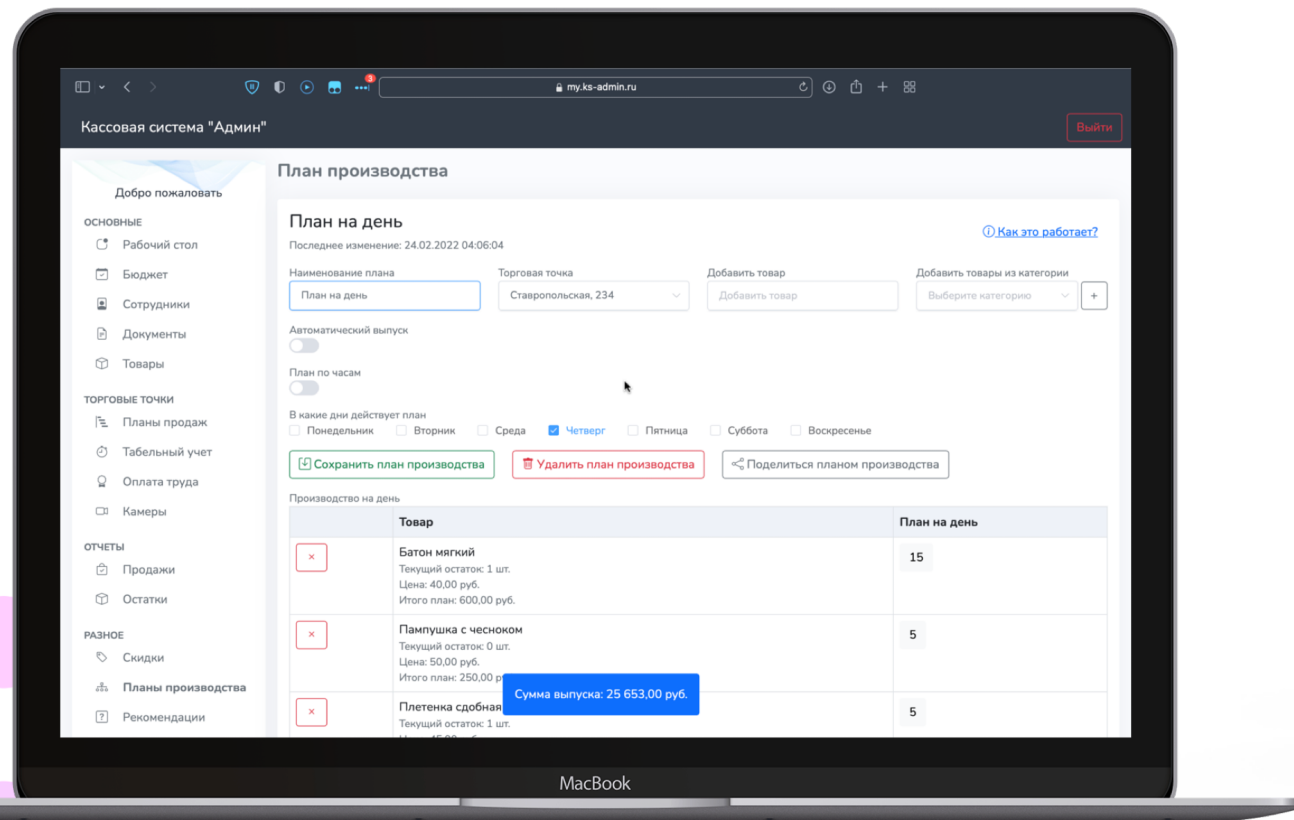 3
my.ks-admin.ru
Кассовая система "Админ"
Выйти
Добро пожаловать
ОСНОВНЫЕ
Рабочий стол
Бюджет
Сотрудники
Документы
Товары
ТОРГОВЫЕ ТОЧКИ
Планы продаж
Табельный учет
Оплата труда
Камеры
ОТЧЕТЫ
Продажи
Остатки
РАЗНОЕ
Скидки
Планы производства
Рекомендации
План производства
План на день
Последнее изменение: 24.02.2022 04:06:04
Как это работает?
Наименование плана
План на день
Торговая точка
Ставропольская, 234
Добавить товар
Добавить товар
Добавить товары из категории
Выберите категорию
+
Автоматический выпуск
План по часам
В какие дни действует план
Понедельник Вторник Среда Четверг Пятница Суббота Воскресенье
Сохранить план производства
Удалить план производства
Поделиться планом производства
Производство на день
Товар План на день
Батон мягкий
Текущий остаток: 1 шт.
Цена: 40,00 руб.
Итого план: 600,00 руб.
15
Пампушка с чесноком
Текущий остаток: 0 шт.
Цена: 50,00 руб.
Итого план: 250,00
5
Сумма выпуска: 25 653,00 руб.
Плетенка сдобная
Текущий остаток: 1 шт.
5
MacBook